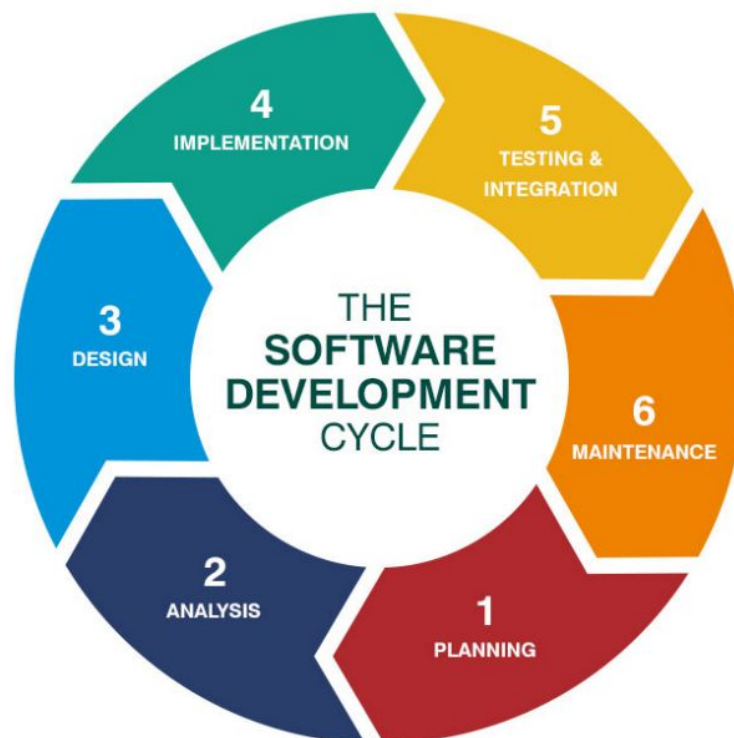 THE
SOFTWARE
DEVELOPMENT
CYCLE
1
PLANNING
2
ANALYSIS
3
DESIGN
4
IMPLEMENTATION
5
TESTING &
INTEGRATION
6
MAINTENANCE